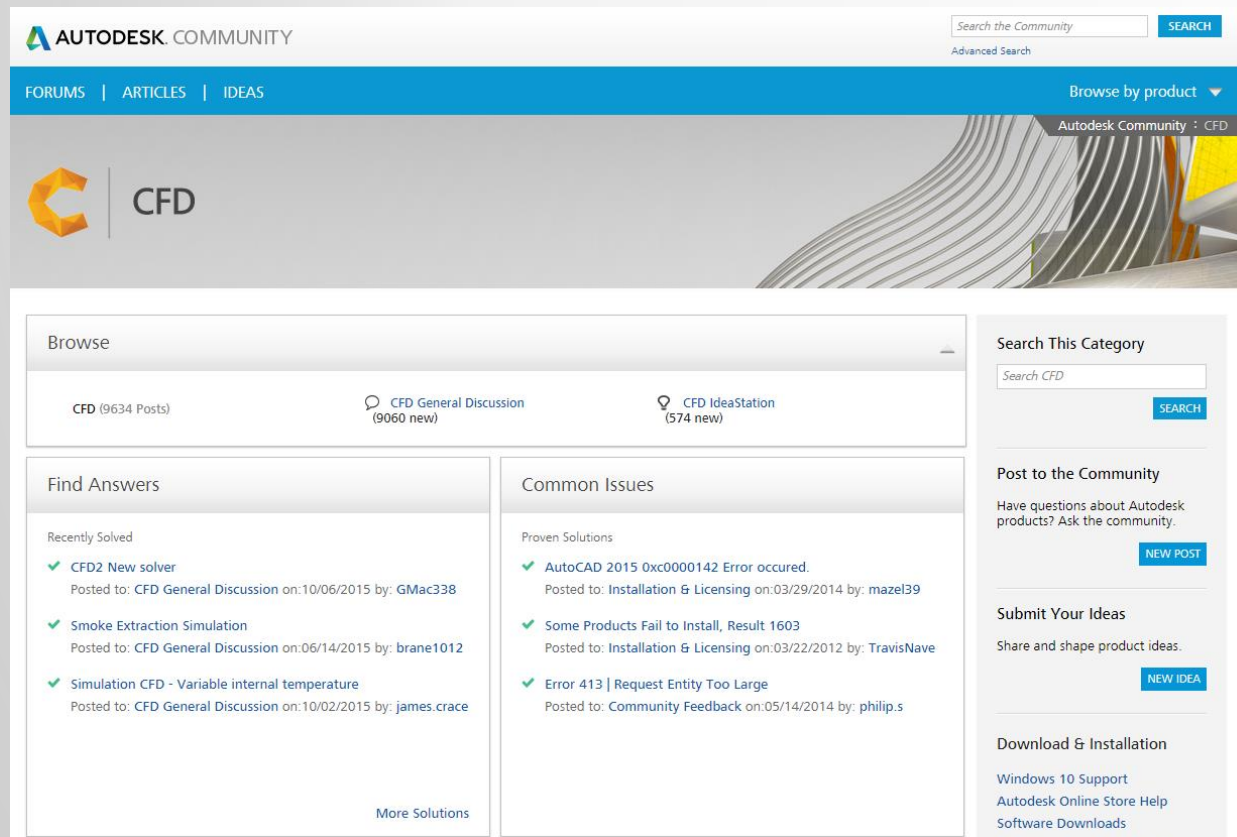 AUTODESK. COMMUNITY
Search the Community
SEARCH
Advanced Search
FORUMS | ARTICLES | IDEAS
Browse by product
Autodesk Community : CFD
CFD
Browse
CFD (9634 Posts)
CFD General Discussion
(9060 new)
CFD IdeaStation
(574 new)
Find Answers
Recently Solved
CFD2 New solver
Posted to: CFD General Discussion on:10/06/2015 by: GMac338
Smoke Extraction Simulation
Posted to: CFD General Discussion on:06/14/2015 by: brane1012
Simulation CFD - Variable internal temperature
Posted to: CFD General Discussion on:10/02/2015 by: james.crace
More Solutions
Common Issues
Proven Solutions
AutoCAD 2015 0xc0000142 Error occured.
Posted to: Installation & Licensing on:03/29/2014 by: mazel39
Some Products Fail to Install, Result 1603
Posted to: Installation & Licensing on:03/22/2012 by: TravisNave
Error 413 | Request Entity Too Large
Posted to: Community Feedback on:05/14/2014 by: philip.s
Search This Category
Search CFD
SEARCH
Post to the Community
Have questions about Autodesk
products? Ask the community.
NEW POST
Submit Your Ideas
Share and shape product ideas.
NEW IDEA
Download & Installation
Windows 10 Support
Autodesk Online Store Help
Software Downloads